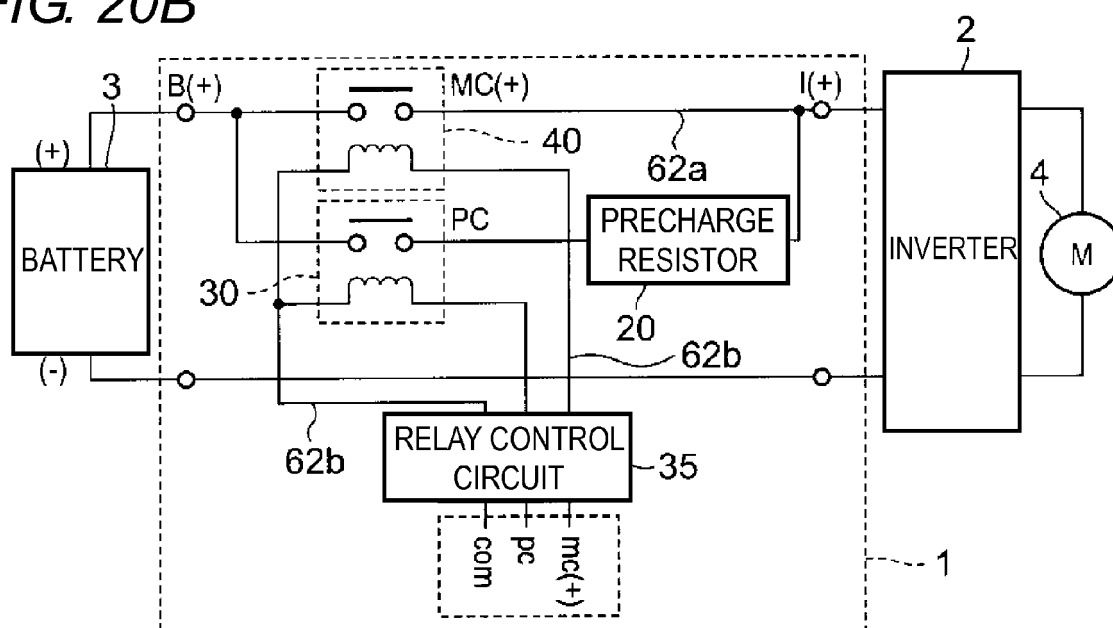 FIG. 20B
2
3
B(+)
MC(+)
I(+)
40
(+)
62a
4
PC
PRECHARGE
RESISTOR
BATTERY
INVERTER
M
30
20
(-)
62b
62b
RELAY CONTROL
CIRCUIT
35
com
pc
mc(+)
1